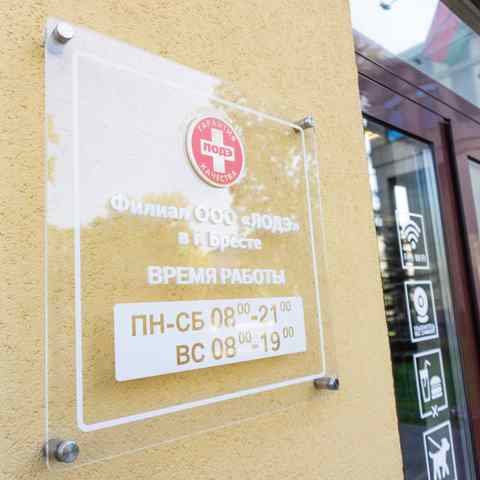 ГАРАНТИЯ
ЛОДЭ
КАЧЕСТВА
Филиал ООО «ЛОДЭ»
в г. Бресте
ВРЕМЯ РАБОТЫ
ПН-СБ 08⁰⁰-21⁰⁰
ВС 08⁰⁰-19⁰⁰